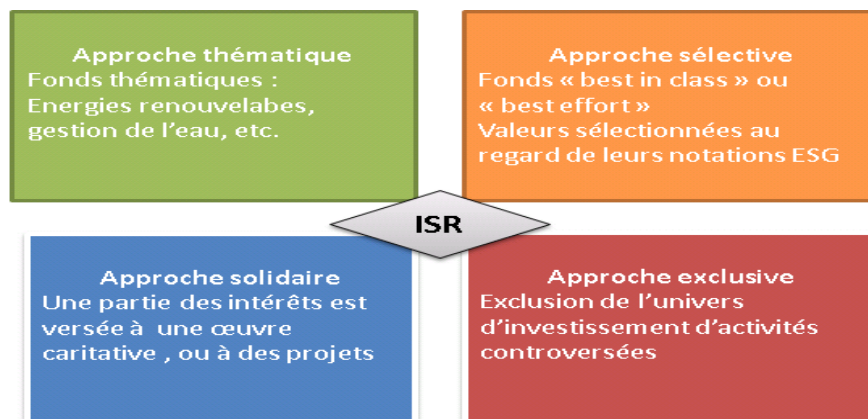 Approche thématique
Fonds thématiques :
Energies renouvelabes,
gestion de l'eau, etc.
Approche sélective
Fonds « best in class » ou
« best effort »
Valeurs sélectionnées au
regard de leurs notations ESG
ISR
Approche solidaire
Une partie des intérêts est
versée à une œuvre
caritative , ou à des projets
Approche exclusive
Exclusion de l'univers
d'investissement d'activités
controversées